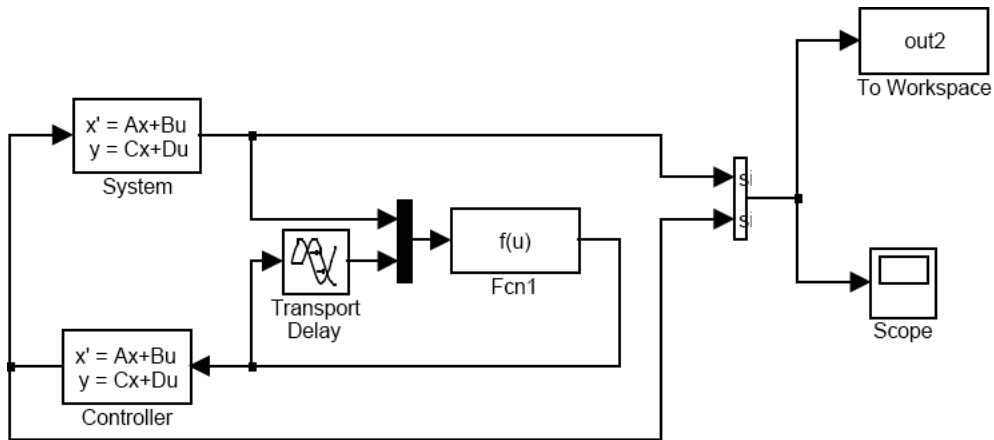 out2
To Workspace
x' = Ax+Bu
y = Cx+Du
System
si
si
f(u)
Fcn1
Transport
Delay
Scope
x' = Ax+Bu
y = Cx+Du
Controller